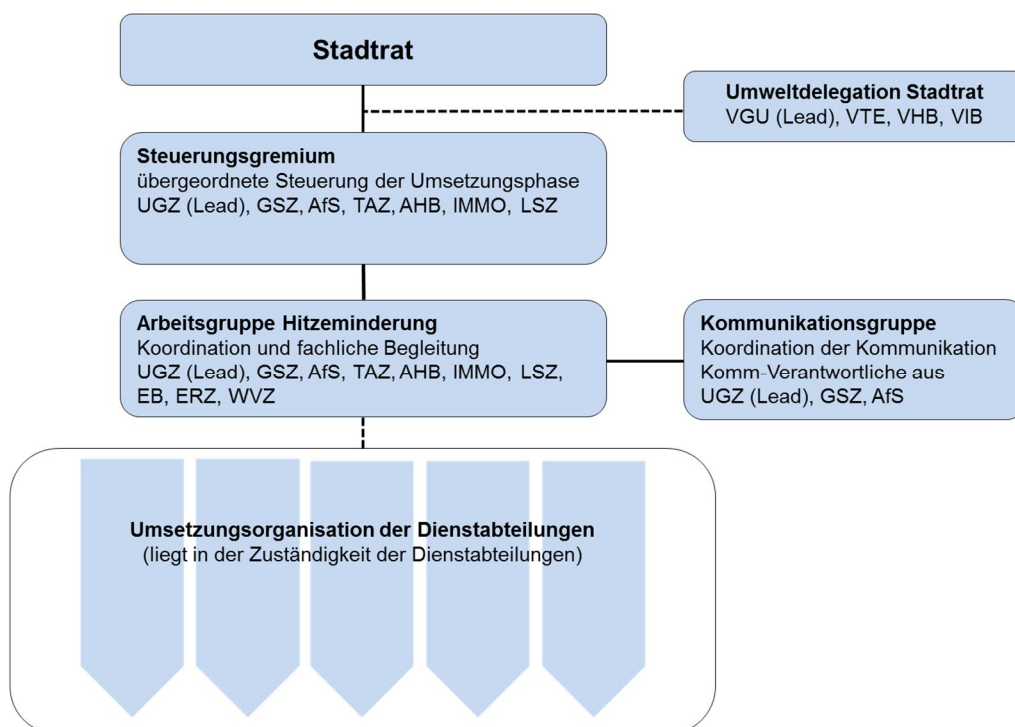 Stadtrat
Umweltdelegation Stadtrat
VGU (Lead), VTE, VHB, VIB
Steuerungsgremium
übergeordnete Steuerung der Umsetzungsphase
UGZ (Lead), GSZ, AfS, TAZ, AHB, IMMO, LSZ
Arbeitsgruppe Hitzeminderung
Koordination und fachliche Begleitung
UGZ (Lead), GSZ, AfS, TAZ, AHB, IMMO, LSZ,
EB, ERZ, WVZ
Kommunikationsgruppe
Koordination der Kommunikation
Komm-Verantwortliche aus
UGZ (Lead), GSZ, AfS
Umsetzungsorganisation der Dienstabteilungen
(liegt in der Zuständigkeit der Dienstabteilungen)